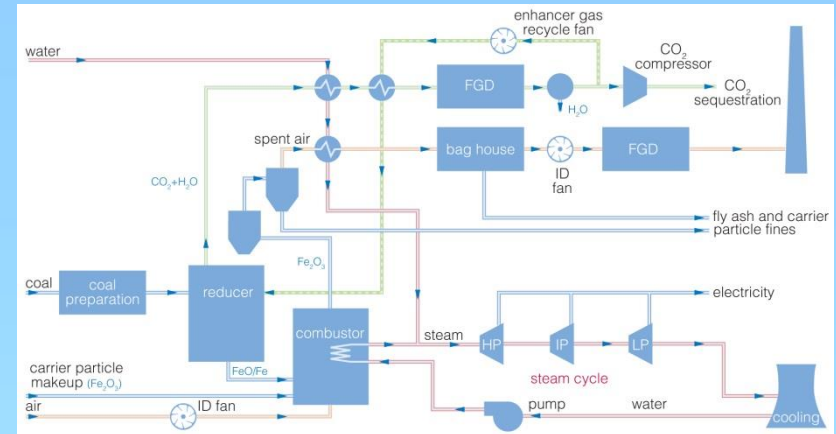 enhancer gas
recycle fan
water
CO₂
compressor
FGD
CO₂
sequestration
H₂O
spent air
bag house
FGD
ID
fan
CO₂+H₂O
fly ash and carrier
particle fines
Fe₂O₃
coal
coal
preparation
reducer
electricity
combustor
steam
HP
IP
LP
FeO/Fe
steam cycle
carrier particle
makeup (Fe₂O₃)
air
ID fan
pump
water
cooling